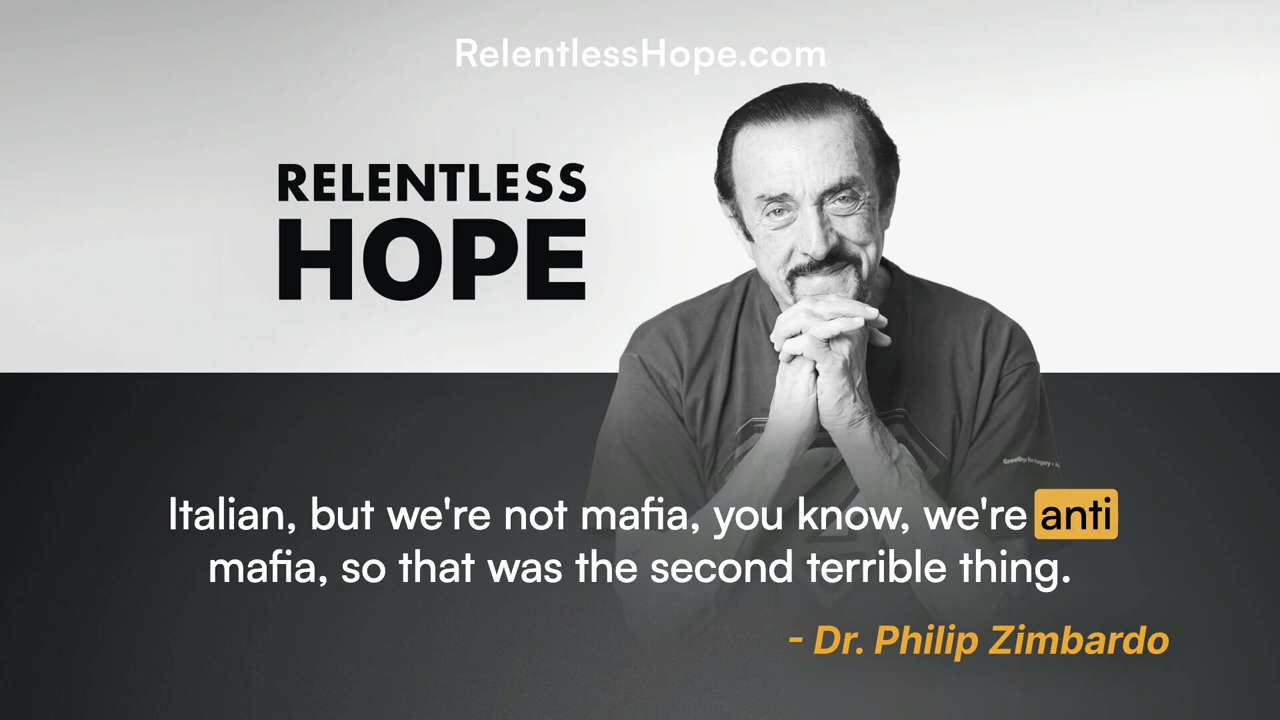 RelentlessHope.com
RELENTLESS
HOPE
Italian, but we're not mafia, you know, we're anti
mafia, so that was the second terrible thing.
- Dr. Philip Zimbardo